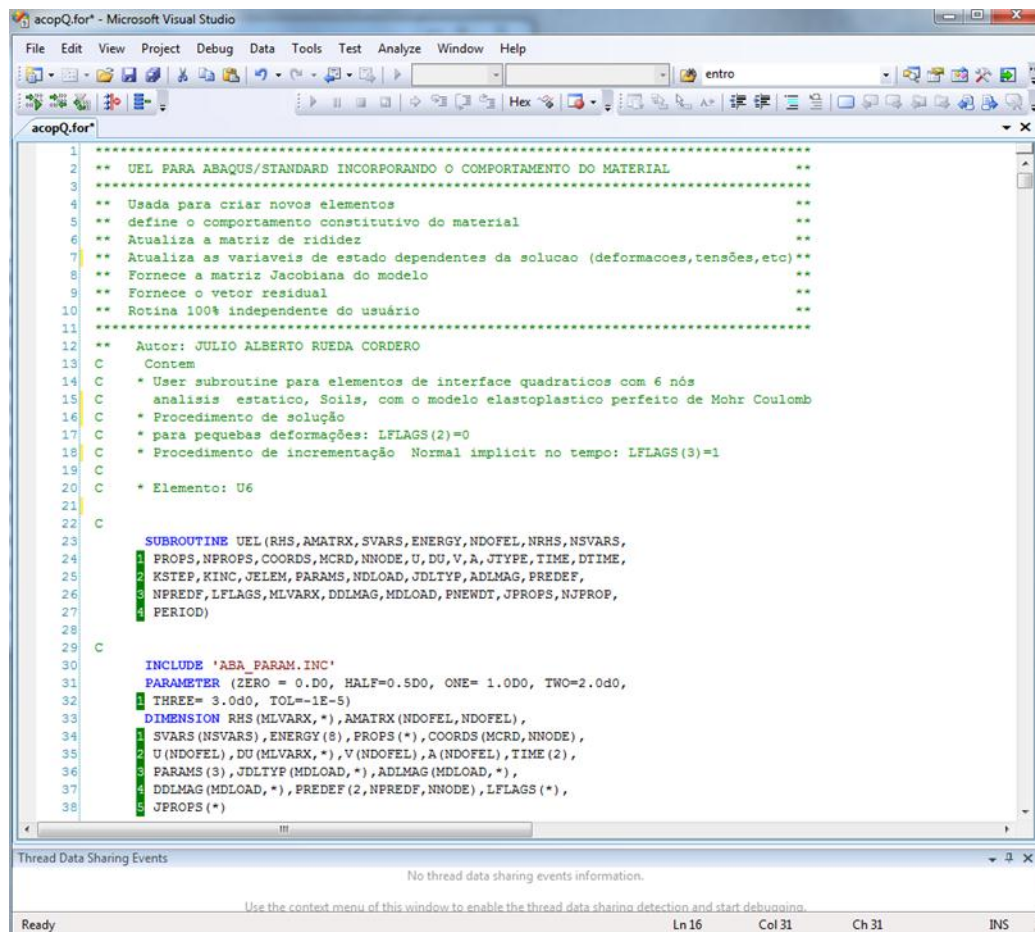 acopQ.for* - Microsoft Visual Studio
File Edit View Project Debug Data Tools Test Analyze Window Help
entro
Hex
acopQ.for*
1 ******************************************************************************************
2 ** UEL PARA ABAQUS/STANDARD INCORPORANDO O COMPORTAMENTO DO MATERIAL **
3 ******************************************************************************************
4 ** Usada para criar novos elementos **
5 ** define o comportamento constitutivo do material **
6 ** Atualiza a matriz de rididez **
7 ** Atualiza as variaveis de estado dependentes da solucao (deformacoes,tensões,etc)**
8 ** Fornece a matriz Jacobiana do modelo **
9 ** Fornece o vetor residual **
10 ** Rotina 100% independente do usuário **
11 ******************************************************************************************
12 ** Autor: JULIO ALBERTO RUEDA CORDERO
13 C Contem
14 C * User subroutine para elementos de interface quadraticos com 6 nós
15 C analisis estatico, Soils, com o modelo elastoplastico perfeito de Mohr Coulomb
16 C * Procedimento de solução
17 C * para pequebas deformações: LFLAGS(2)=0
18 C * Procedimento de incrementação Normal implicit no tempo: LFLAGS(3)=1
19 C
20 C * Elemento: U6
21
22 C
23 SUBROUTINE UEL(RHS,AMATRX,SVARS,ENERGY,NDOFEL,NRHS,NSVARS,
24 1 PROPS,NPROPS,COORDS,MCRD,NNODE,U,DU,V,A,JTYPE,TIME,DTIME,
25 2 KSTEP,KINC,JELEM,PARAMS,NDLOAD,JDLTYP,ADLMAG,PREDEF,
26 3 NPREDF,LFLAGS,MLVARX,DDLMAG,MDLOAD,PNEWDT,JPROPS,NJPROP,
27 4 PERIOD)
28
29 C
30 INCLUDE 'ABA_PARAM.INC'
31 PARAMETER (ZERO = 0.D0, HALF=0.5D0, ONE= 1.0D0, TWO=2.0d0,
32 1 THREE= 3.0d0, TOL=-1E-5)
33 DIMENSION RHS(MLVARX,*),AMATRX(NDOFEL,NDOFEL),
34 1 SVARS(NSVARS),ENERGY(8),PROPS(*),COORDS(MCRD,NNODE),
35 2 U(NDOFEL),DU(MLVARX,*),V(NDOFEL),A(NDOFEL),TIME(2),
36 3 PARAMS(3),JDLTYP(MDLOAD,*),ADLMAG(MDLOAD,*),
37 4 DDLMAG(MDLOAD,*),PREDEF(2,NPREDF,NNODE),LFLAGS(*),
38 5 JPROPS(*)
Thread Data Sharing Events
No thread data sharing events information.
Use the context menu of this window to enable the thread data sharing detection and start debugging.
Ready Ln 16 Col 31 Ch 31 INS